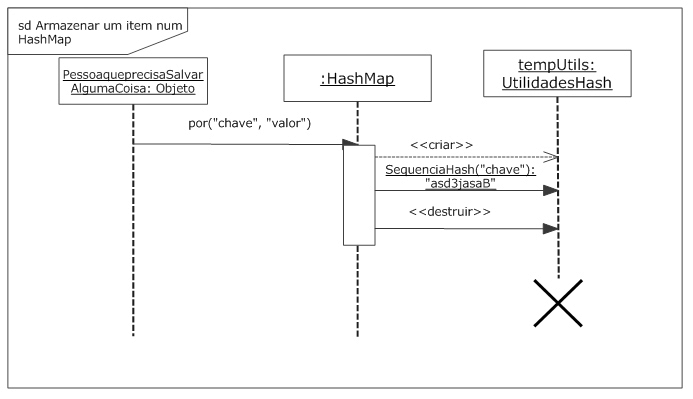 sd Armazenar um item num
HashMap
PessoaqueprecisaSalvar
AlgumaCoisa: Objeto
:HashMap
tempUtils:
UtilidadesHash
por("chave", "valor")
<<criar>>
SequenciaHash("chave"):
"asd3jasaB"
<<destruir>>